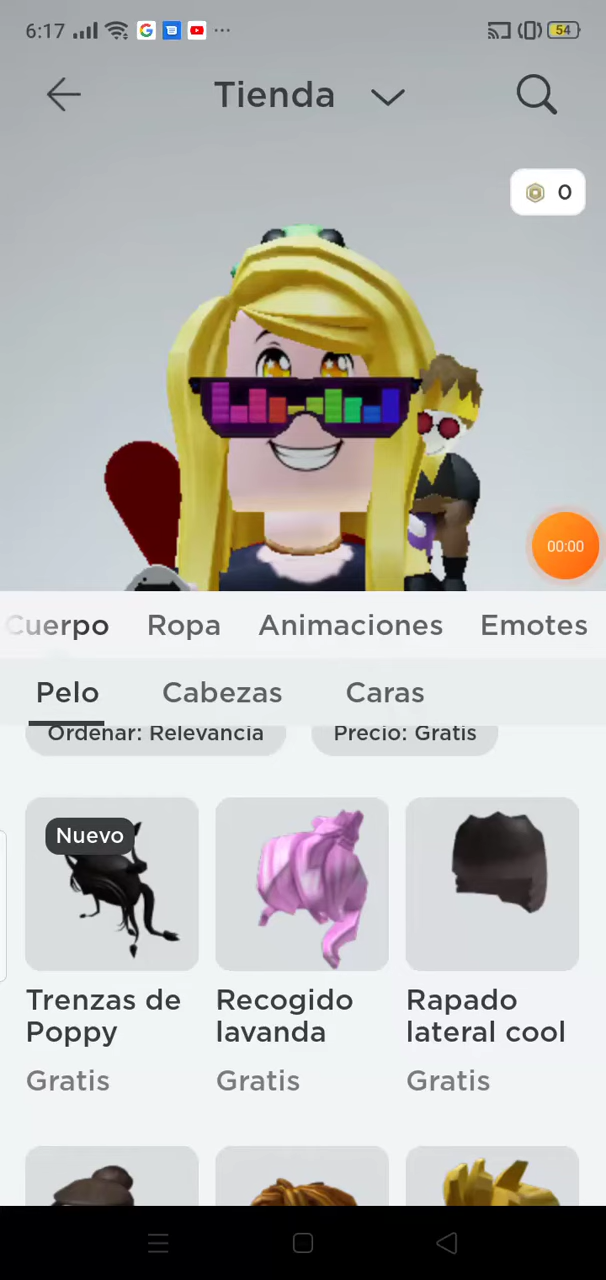 6:17
54
Tienda
0
00:00
Cuerpo Ropa Animaciones Emotes
Pelo Cabezas Caras
Ordenar: Relevancia Precio: Gratis
Nuevo
Trenzas de Poppy
Gratis
Recogido lavanda
Gratis
Rapado lateral cool
Gratis